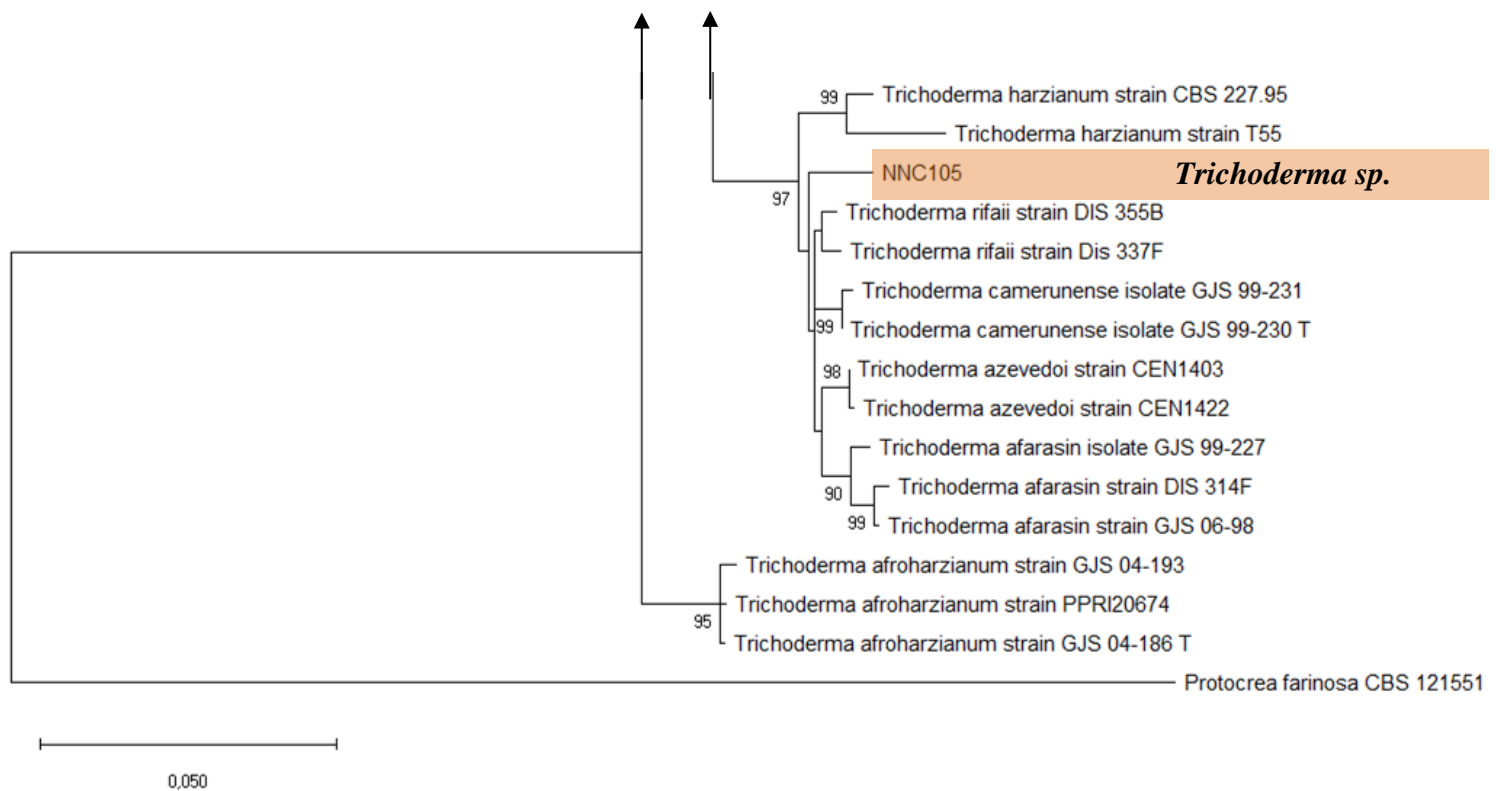 99
Trichoderma harzianum strain CBS 227.95
Trichoderma harzianum strain T55
NNC105
Trichoderma sp.
97
Trichoderma rifaii strain DIS 355B
Trichoderma rifaii strain Dis 337F
Trichoderma camerunense isolate GJS 99-231
99
Trichoderma camerunense isolate GJS 99-230 T
98
Trichoderma azevedoi strain CEN1403
Trichoderma azevedoi strain CEN1422
Trichoderma afarasin isolate GJS 99-227
90
Trichoderma afarasin strain DIS 314F
99
Trichoderma afarasin strain GJS 06-98
Trichoderma afroharzianum strain GJS 04-193
95
Trichoderma afroharzianum strain PPRI20674
Trichoderma afroharzianum strain GJS 04-186 T
Protocrea farinosa CBS 121551
0,050